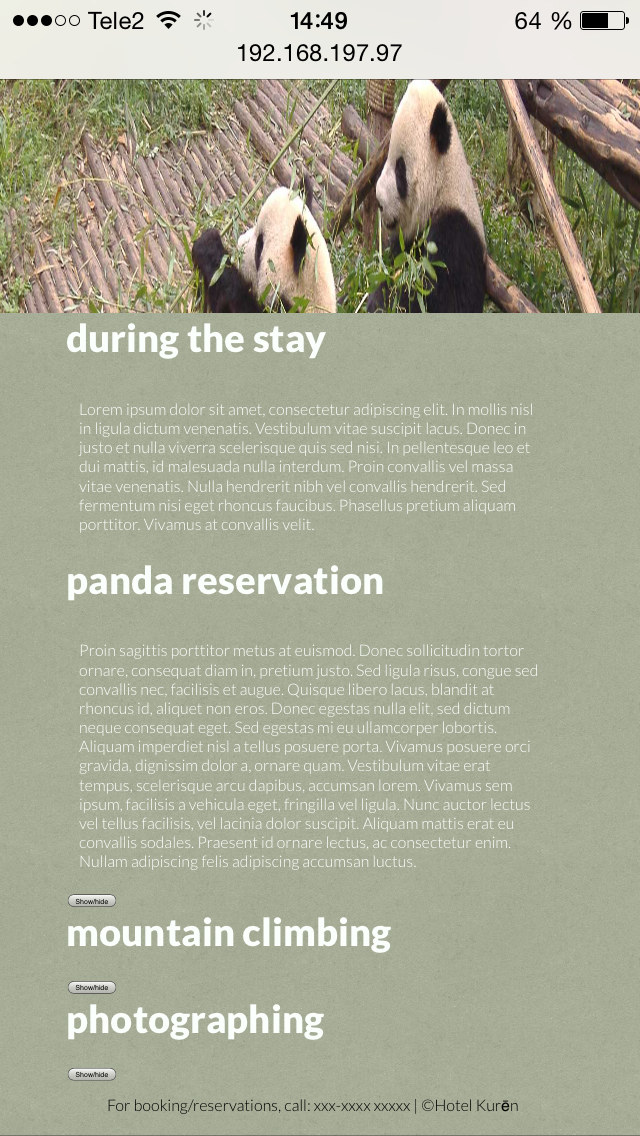 Tele2 14:49 64 %
192.168.197.97
during the stay
Lorem ipsum dolor sit amet, consectetur adipiscing elit. In mollis nisl
in ligula dictum venenatis. Vestibulum vitae suscipit lacus. Donec in
justo et nulla viverra scelerisque quis sed nisi. In pellentesque leo et
dui mattis, id malesuada nulla interdum. Proin convallis vel massa
vitae venenatis. Nulla hendrerit nibh vel convallis hendrerit. Sed
fermentum nisi eget rhoncus faucibus. Phasellus pretium aliquam
porttitor. Vivamus at convallis velit.
panda reservation
Proin sagittis porttitor metus at euismod. Donec sollicitudin tortor
ornare, consequat diam in, pretium justo. Sed ligula risus, congue sed
convallis nec, facilisis et augue. Quisque libero lacus, blandit at
rhoncus id, aliquet non eros. Donec egestas nulla elit, sed dictum
neque consequat eget. Sed egestas mi eu ullamcorper lobortis.
Aliquam imperdiet nisl a tellus posuere porta. Vivamus posuere orci
gravida, dignissim dolor a, ornare quam. Vestibulum vitae erat
tempus, scelerisque arcu dapibus, accumsan lorem. Vivamus sem
ipsum, facilisis a vehicula eget, fringilla vel ligula. Nunc auctor lectus
vel tellus facilisis, vel lacinia dolor suscipit. Aliquam mattis erat eu
convallis sodales. Praesent id ornare lectus, ac consectetur enim.
Nullam adipiscing felis adipiscing accumsan luctus.
Show/hide
mountain climbing
Show/hide
photographing
Show/hide
For booking/reservations, call: xxx-xxxx xxxxx | ©Hotel Kurēn